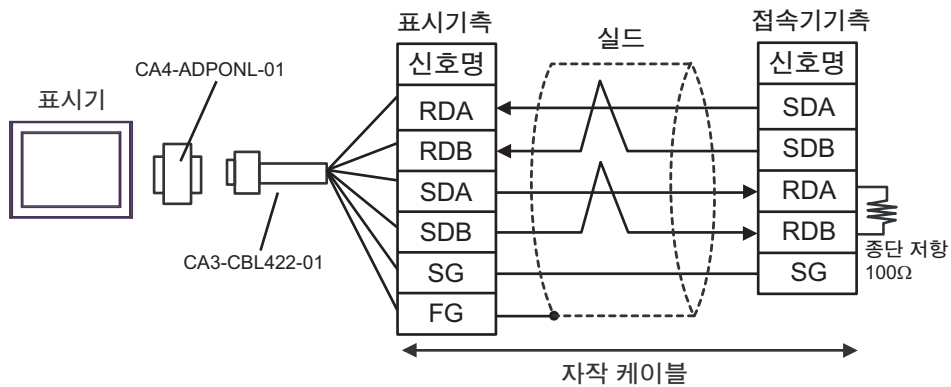 표시기측
접속기기측
실드
신호명
신호명
CA4-ADPONL-01
표시기
RDA
SDA
RDB
SDB
SDA
RDA
SDB
RDB
종단 저항
100Ω
CA3-CBL422-01
SG
SG
FG
자작 케이블